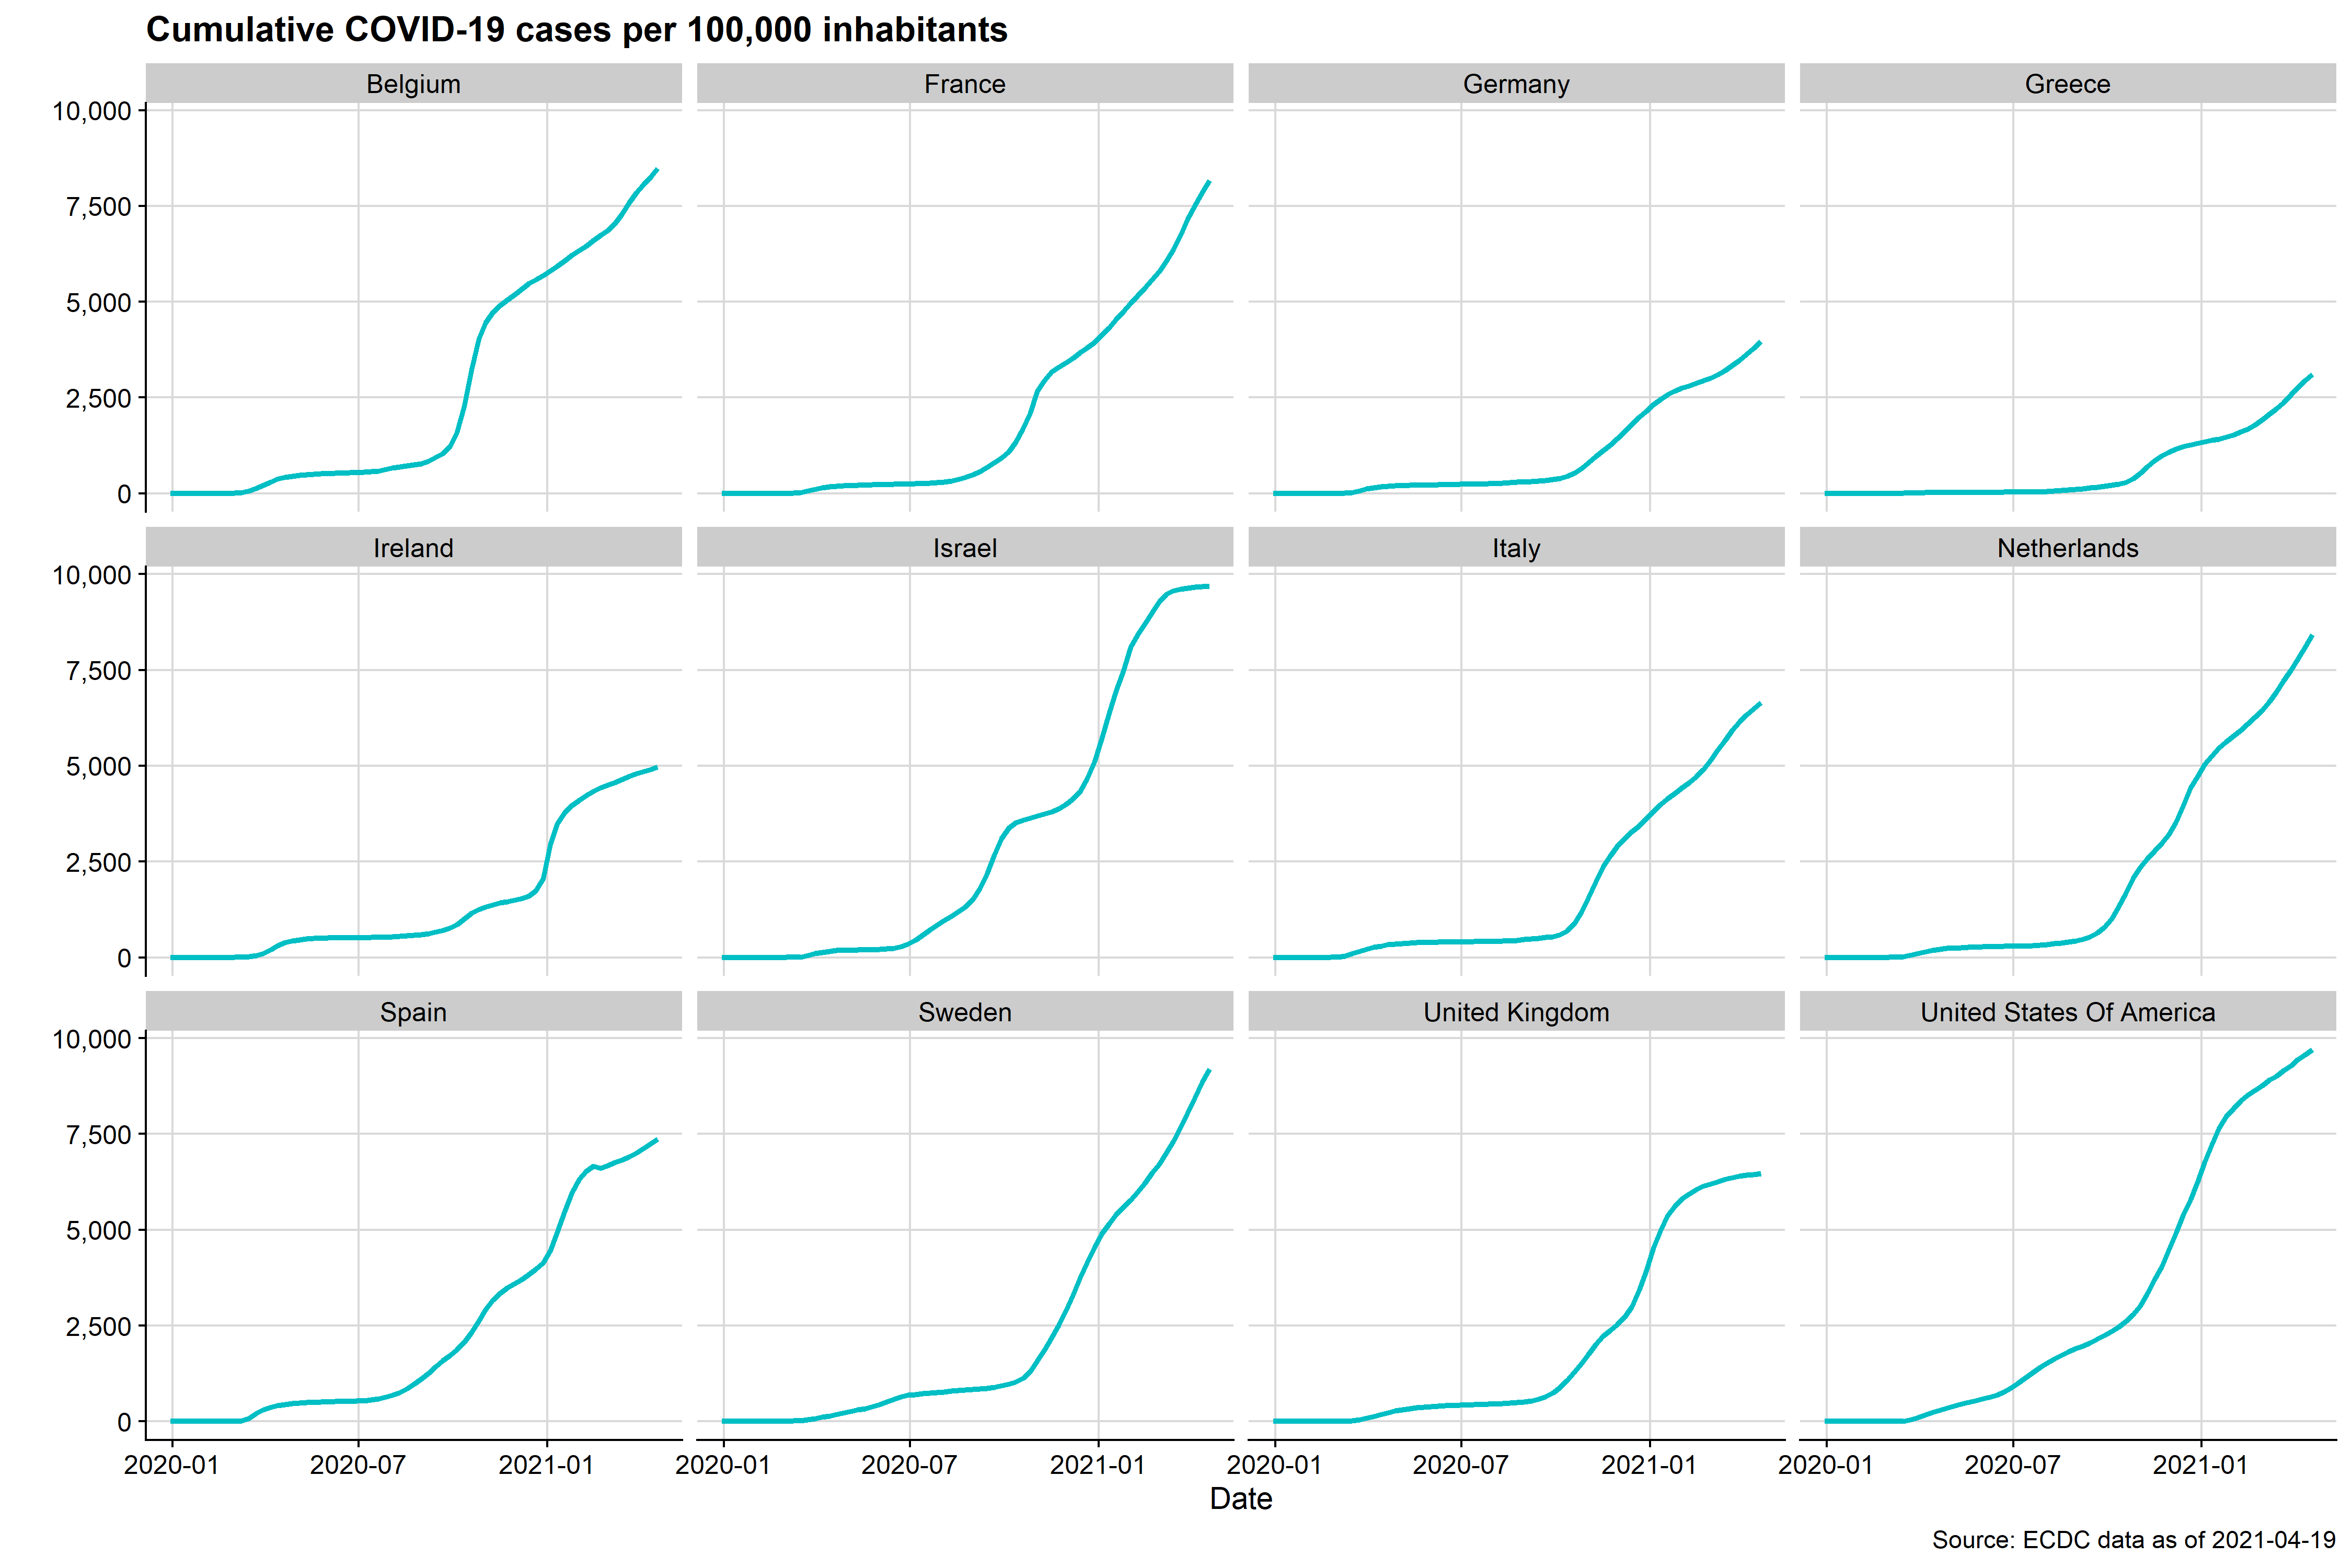 Cumulative COVID-19 cases per 100,000 inhabitants
Belgium France Germany Greece
10,000
7,500
5,000
2,500
0
Ireland Israel Italy Netherlands
10,000
7,500
5,000
2,500
0
Spain Sweden United Kingdom United States Of America
10,000
7,500
5,000
2,500
0
2020-01 2020-07 2021-01 2020-01 2020-07 2021-01 2020-01 2020-07 2021-01 2020-01 2020-07 2021-01
Date
Source: ECDC data as of 2021-04-19